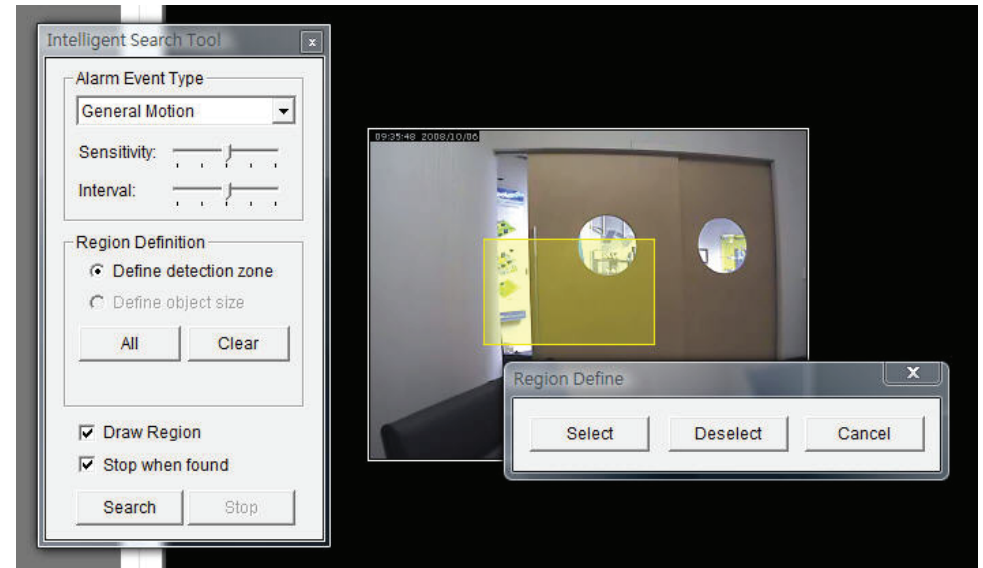 Intelligent Search Tool
x
Alarm Event Type
General Motion
Sensitivity:
Interval:
Region Definition
Define detection zone
Define object size
All
Clear
Draw Region
Stop when found
Search
Stop
09:35:48 2008/10/06
Region Define
X
Select
Deselect
Cancel